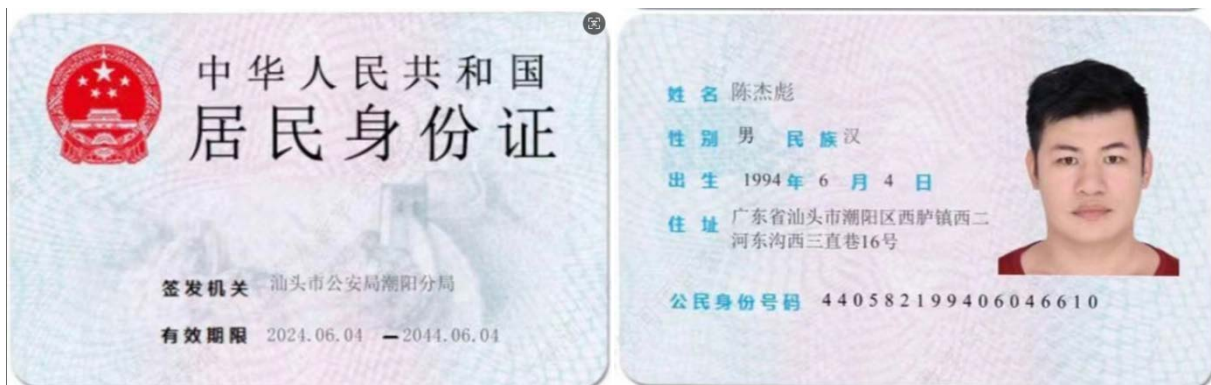 中华人民共和国
居民身份证
签发机关 汕头市公安局潮阳分局
有效期限 2024.06.04 —2044.06.04
姓名 陈杰彪
性别 男 民族 汉
出生 1994 年 6 月 4 日
住址 广东省汕头市潮阳区西胪镇西二
河东沟西三直巷16号
公民身份号码 440582199406046610